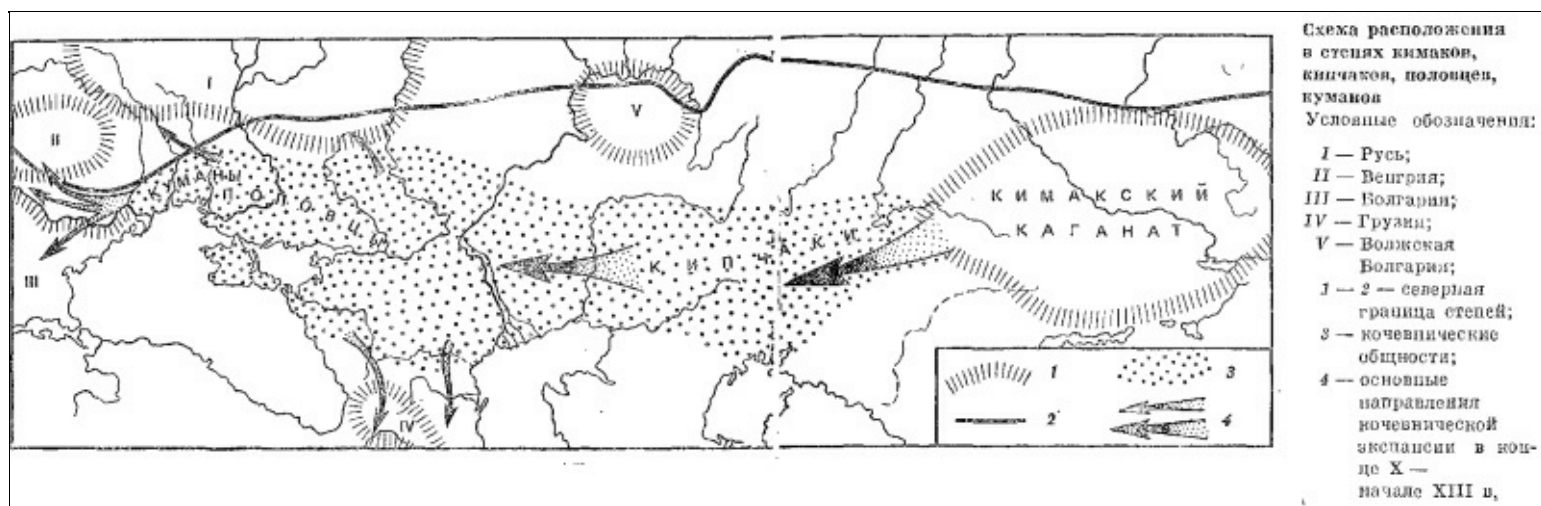 I
II
V
КУМАНЫ
ПОЛОВЦЫ
КИПЧАКИ
КИМАКСКИЙ
КАГАНАТ
III
IV
1
2
3
4
Схема расположения
в степях кимаков,
кипчаков, половцев,
куманов
Условные обозначения:
I — Русь;
II — Венгрия;
III — Болгария;
IV — Грузия;
V — Волжская
Болгария;
1 — 2 — северная
граница степей;
3 — кочевнические
общности;
4 — основные
направления
кочевнической
экспансии в кон-
це X —
начале XIII в,